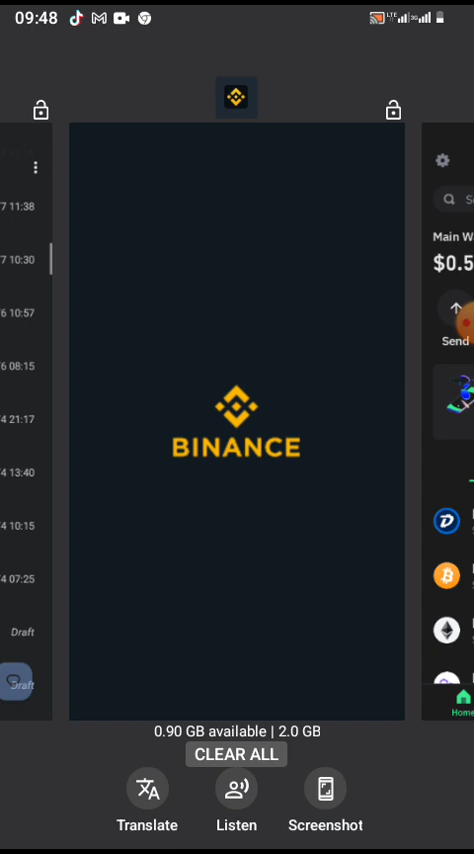 09:48
LTE
3G
7 11:38
7 10:30
6 10:57
6 08:15
4 21:17
4 13:40
4 10:15
4 07:25
Draft
Draft
BINANCE
Main W
$0.5
Send
Home
0.90 GB available | 2.0 GB
CLEAR ALL
Translate
Listen
Screenshot